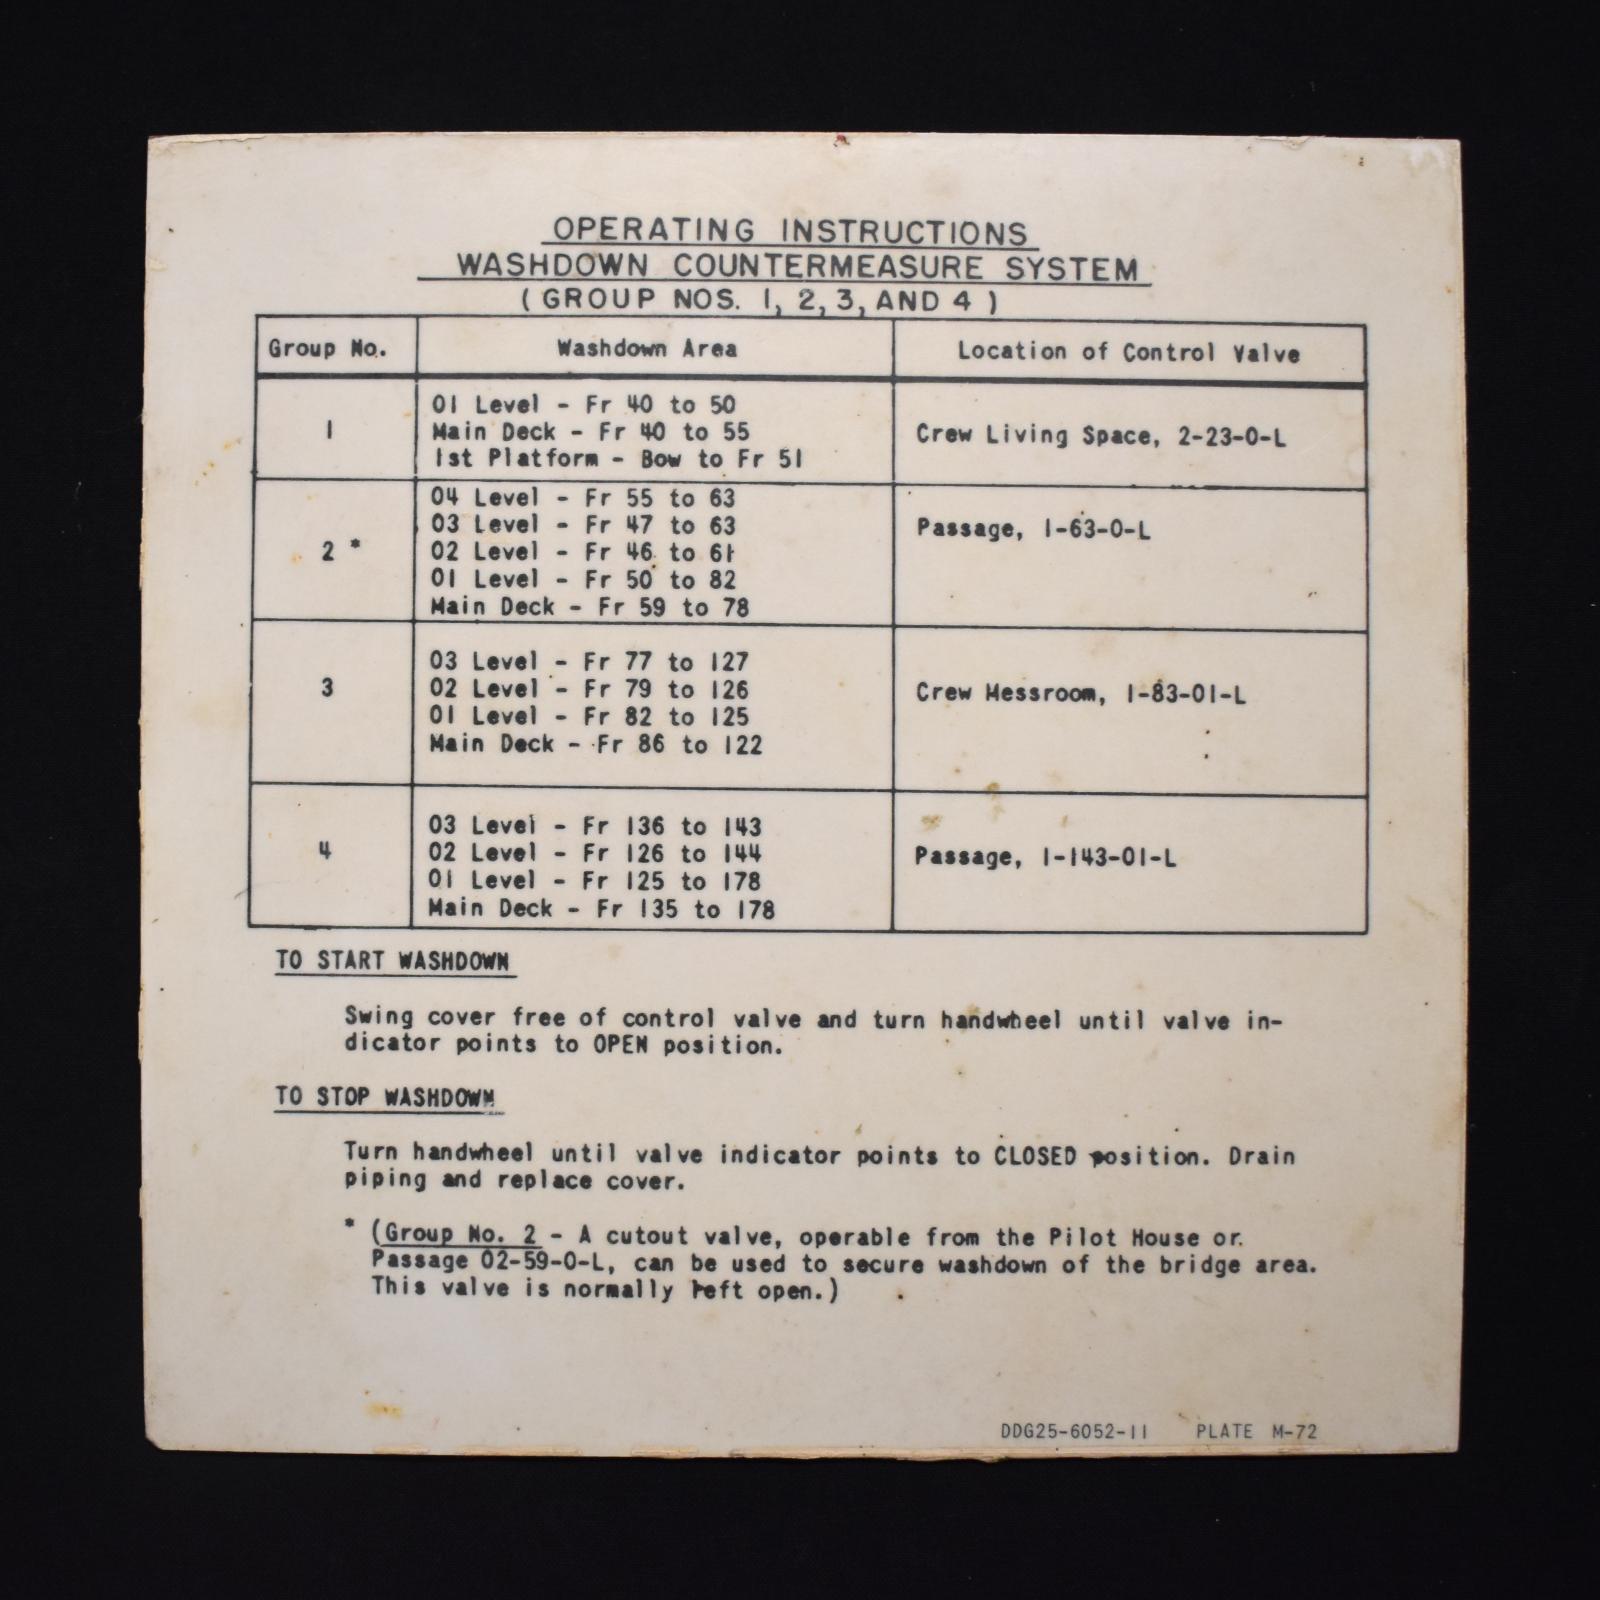 OPERATING INSTRUCTIONS
WASHDOWN COUNTERMEASURE SYSTEM
( GROUP NOS. 1, 2, 3, AND 4 )
Group No. Washdown Area Location of Control Valve
1
01 Level - Fr 40 to 50
Main Deck - Fr 40 to 55
1st Platform - Bow to Fr 51
Crew Living Space, 2-23-0-L
2 *
04 Level - Fr 55 to 63
03 Level - Fr 47 to 63
02 Level - Fr 46 to 61
01 Level - Fr 50 to 82
Main Deck - Fr 59 to 78
Passage, 1-63-0-L
3
03 Level - Fr 77 to 127
02 Level - Fr 79 to 126
01 Level - Fr 82 to 125
Main Deck - Fr 86 to 122
Crew Messroom, 1-83-01-L
4
03 Level - Fr 136 to 143
02 Level - Fr 126 to 144
01 Level - Fr 125 to 178
Main Deck - Fr 135 to 178
Passage, 1-143-01-L
TO START WASHDOWN
Swing cover free of control valve and turn handwheel until valve in-
dicator points to OPEN position.
TO STOP WASHDOWN
Turn handwheel until valve indicator points to CLOSED position. Drain
piping and replace cover.
* (Group No. 2 - A cutout valve, operable from the Pilot House or
Passage 02-59-0-L, can be used to secure washdown of the bridge area.
This valve is normally left open.)
DDG25-6052-11 PLATE M-72